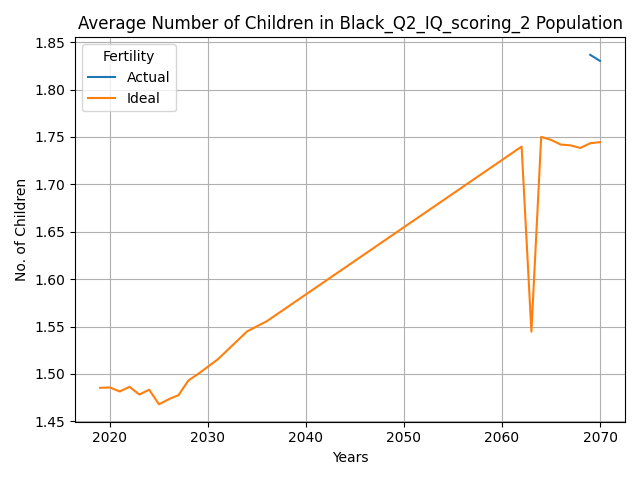 Average Number of Children in Black_Q2_IQ_scoring_2 Population
Fertility
Actual
Ideal
No. of Children
1.85
1.80
1.75
1.70
1.65
1.60
1.55
1.50
1.45
2020 2030 2040 2050 2060 2070
Years